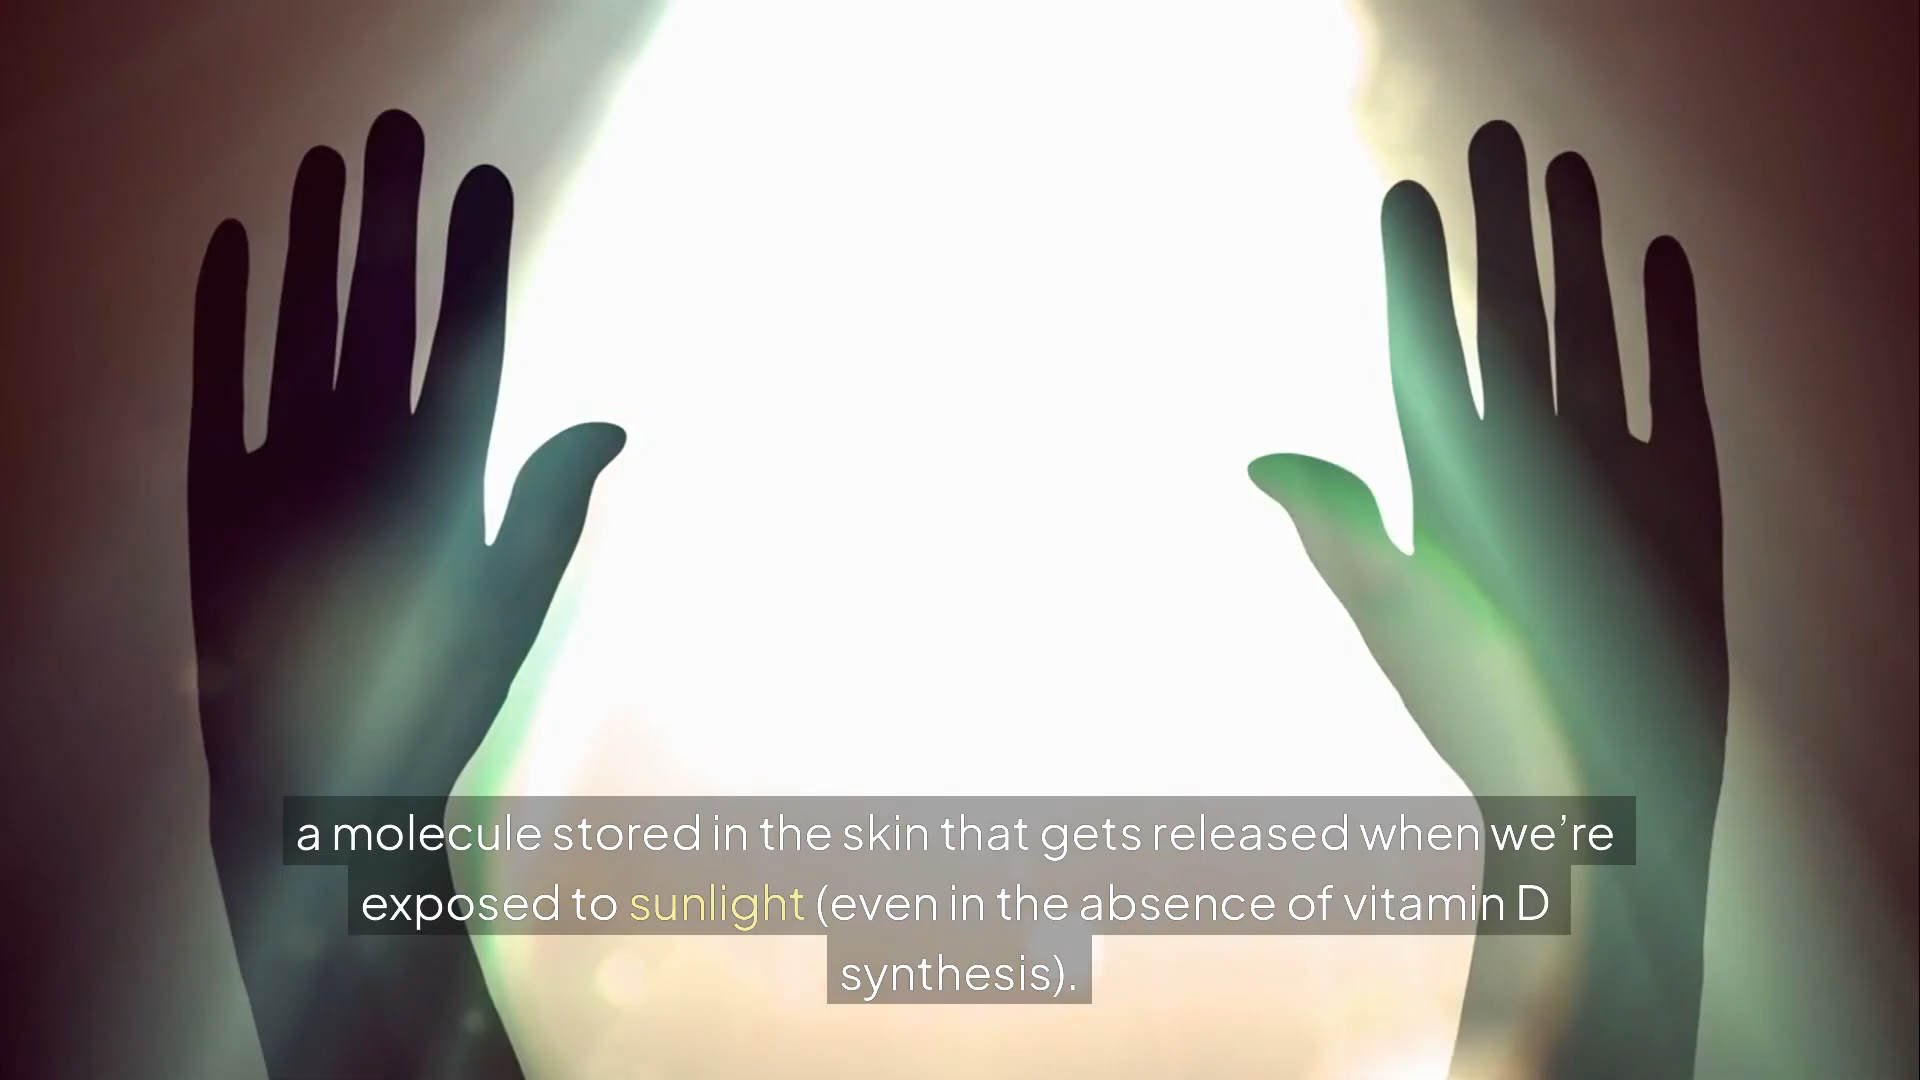 a molecule stored in the skin that gets released when we’re
exposed to sunlight (even in the absence of vitamin D
synthesis).